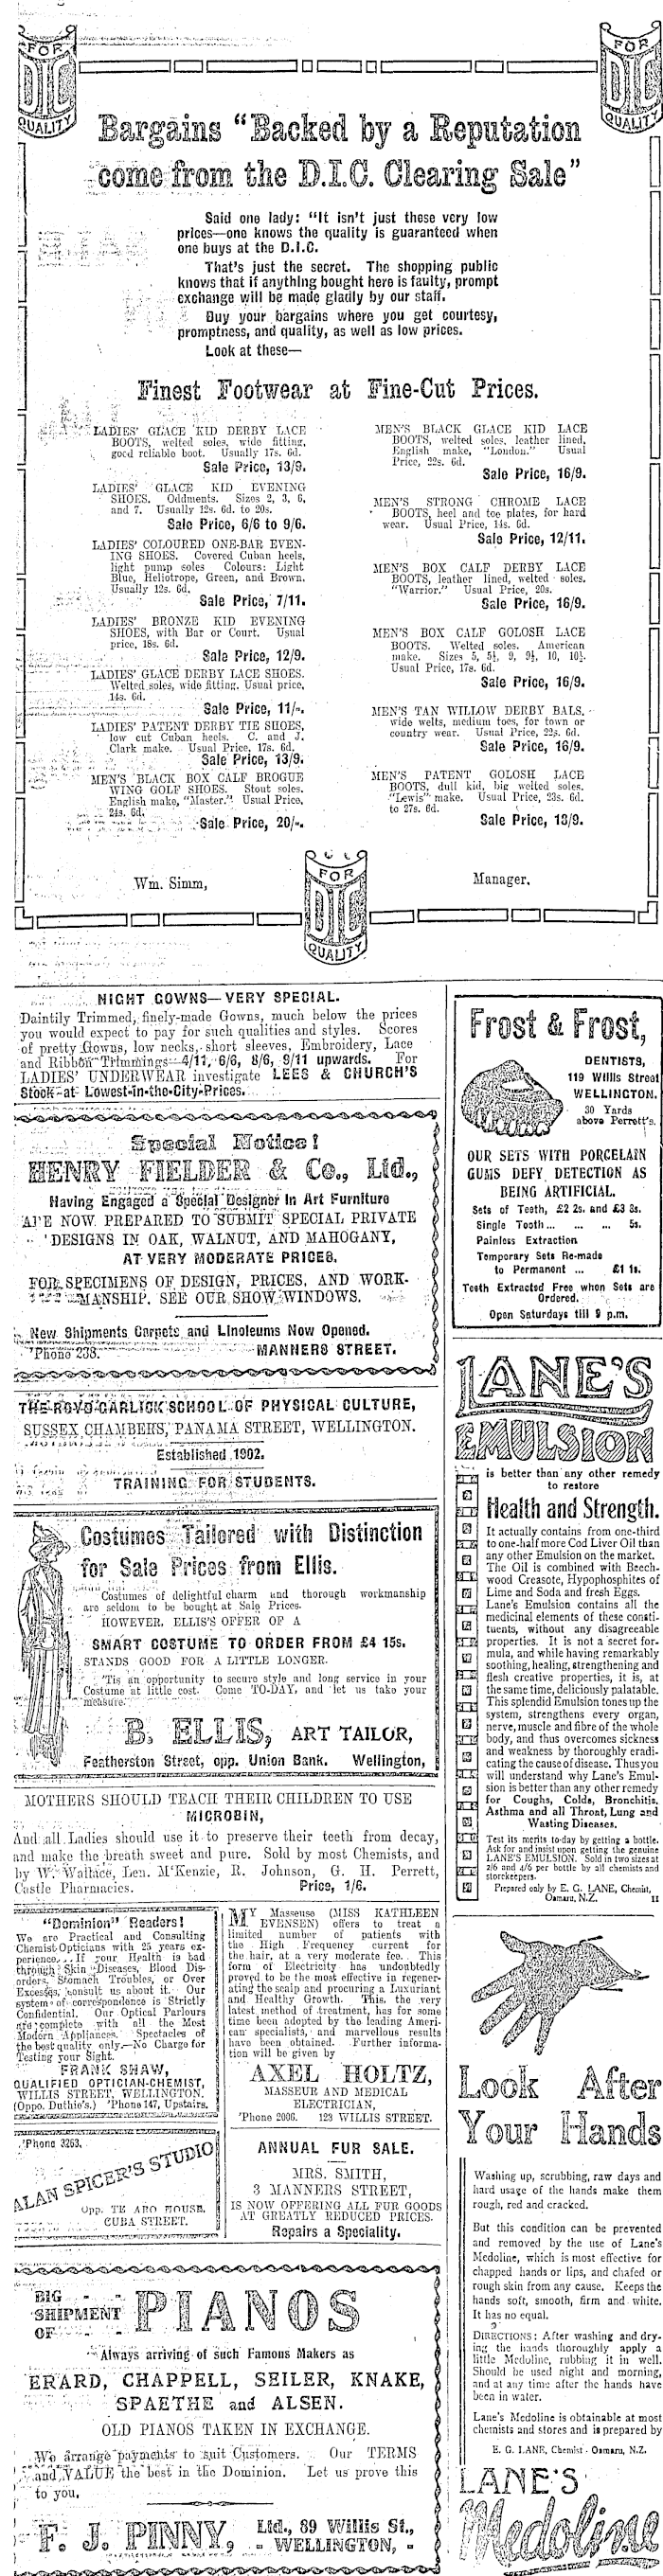 FOR
DIC
QUALITY
FOR
DIC
QUALITY
Bargains “Backed by a Reputation
come from the D.I.C. Clearing Sale”
Said one lady: “It isn't just these very low
prices—one knows the quality is guaranteed when
one buys at the D.I.C.
That's just the secret. The shopping public
knows that if anything bought here is faulty, prompt
exchange will be made gladly by our staff.
Buy your bargains where you get courtesy,
promptness, and quality, as well as low prices.
Look at these—
Finest Footwear at Fine-Cut Prices.
LADIES' GLACE KID DERBY LACE
BOOTS, welted soles, wide fitting,
good reliable boot. Usually 17s. 6d.
Sale Price, 13/9.
LADIES' GLACE KID EVENING
SHOES. Oddments. Sizes 2, 3, 6,
and 7. Usually 12s. 6d. to 20s.
Sale Price, 6/6 to 9/6.
LADIES' COLOURED ONE-BAR EVEN-
ING SHOES. Covered Cuban heels,
light pump soles Colours: Light
Blue, Heliotrope, Green, and Brown.
Usually 12s. 6d.
Sale Price, 7/11.
LADIES' BRONZE KID EVENING
SHOES, with Bar or Court. Usual
price, 18s. 6d.
Sale Price, 12/9.
LADIES' GLACE DERBY LACE SHOES.
Welted soles, wide fitting. Usual price,
14s. 6d.
Sale Price, 11/-.
LADIES' PATENT DERBY TIE SHOES,
low cut Cuban heels. C. and J.
Clark make. Usual Price, 17s. 6d.
Sale Price, 13/9.
MEN'S BLACK BOX CALF BROGUE
WING GOLF SHOES. Stout soles.
English make, “Master.” Usual Price,
24s. 6d.
Sale Price, 20/-.
MEN'S BLACK GLACE KID LACE
BOOTS, welted soles, leather lined,
English make, “London.” Usual
Price, 22s. 6d.
Sale Price, 16/9.
MEN'S STRONG CHROME LACE
BOOTS, heel and toe plates, for hard
wear. Usual Price, 14s. 6d.
Sale Price, 12/11.
MEN'S BOX CALF DERBY LACE
BOOTS, leather lined, welted soles.
“Warrior.” Usual Price, 20s.
Sale Price, 16/9.
MEN'S BOX CALF GOLOSH LACE
BOOTS. Welted soles. American
make. Sizes 5, 5½, 9, 9½, 10, 10½.
Usual Price, 17s. 6d.
Sale Price, 16/9.
MEN'S TAN WILLOW DERBY BALS,
wide welts, medium toes, for town or
country wear. Usual Price, 22s. 6d.
Sale Price, 16/9.
MEN'S PATENT GOLOSH LACE
BOOTS, dull kid, big welted soles.
“Lewis” make. Usual Price, 23s. 6d.
to 27s. 6d.
Sale Price, 18/9.
Wm. Simm,
Manager.
FOR
DIC
QUALITY
NIGHT GOWNS—VERY SPECIAL.
Daintily Trimmed, finely-made Gowns, much below the prices
you would expect to pay for such qualities and styles. Scores
of pretty Gowns, low necks, short sleeves, Embroidery, Lace
and Ribbon Trimmings 4/11, 6/6, 8/6, 9/11 upwards. For
LADIES' UNDERWEAR investigate LEES & CHURCH'S
Stock at Lowest-in-the-City-Prices.
Special Notice!
HENRY FIELDER & Co., Ltd.,
Having Engaged a Special Designer in Art Furniture
ARE NOW PREPARED TO SUBMIT SPECIAL PRIVATE
DESIGNS IN OAK, WALNUT, AND MAHOGANY,
AT VERY MODERATE PRICES.
FOR SPECIMENS OF DESIGN, PRICES, AND WORK-
MANSHIP, SEE OUR SHOW WINDOWS.
New Shipments Carpets and Linoleums Now Opened.
'Phone 238. MANNERS STREET.
THE ROYD GARLICK SCHOOL OF PHYSICAL CULTURE,
SUSSEX CHAMBERS, PANAMA STREET, WELLINGTON.
Established 1902.
TRAINING FOR STUDENTS.
Costumes Tailored with Distinction
for Sale Prices from Ellis.
Costumes of delightful charm and thorough workmanship
are seldom to be bought at Sale Prices.
HOWEVER, ELLIS'S OFFER OF A
SMART COSTUME TO ORDER FROM £4 15s.
STANDS GOOD FOR A LITTLE LONGER.
'Tis an opportunity to secure style and long service in your
Costume at little cost. Come TO-DAY, and let us take your
measure.
B. ELLIS, ART TAILOR,
Featherston Street, opp. Union Bank. Wellington,
MOTHERS SHOULD TEACH THEIR CHILDREN TO USE
MICROBIN,
And all Ladies should use it to preserve their teeth from decay,
and make the breath sweet and pure. Sold by most Chemists, and
by W. Wallace, Len. M'Kenzie, R. Johnson, G. H. Perrett,
Castle Pharmacies. Price, 1/6.
“Dominion” Readers!
We are Practical and Consulting
Chemist-Opticians with 25 years ex-
perience. If your Health is bad
through Skin Diseases, Blood Dis-
orders, Stomach Troubles, or Over
Excesses, consult us about it. Our
system of correspondence is Strictly
Confidential. Our Optical Parlours
are complete with all the Most
Modern Appliances. Spectacles of
the best quality only.—No Charge for
Testing your Sight.
FRANK SHAW,
QUALIFIED OPTICIAN-CHEMIST,
WILLIS STREET, WELLINGTON.
(Oppo. Duthie's.) 'Phone 147, Upstairs.
'Phone 3263.
ALAN SPICER'S STUDIO
Opp. TE ARO HOUSE,
CUBA STREET.
MY Masseuse (MISS KATHLEEN
EVENSEN) offers to treat a
limited number of patients with
the High Frequency current for
the hair, at a very moderate fee. This
form of Electricity has undoubtedly
proved to be the most effective in regener-
ating the scalp and procuring a Luxuriant
and Healthy Growth. This, the very
latest method of treatment, has for some
time been adopted by the leading Ameri-
can specialists, and marvellous results
have been obtained. Further informa-
tion will be given by
AXEL HOLTZ,
MASSEUR AND MEDICAL
ELECTRICIAN,
'Phone 2006. 123 WILLIS STREET.
ANNUAL FUR SALE.
MRS. SMITH,
3 MANNERS STREET,
IS NOW OFFERING ALL FUR GOODS
AT GREATLY REDUCED PRICES.
Repairs a Speciality.
BIG
SHIPMENT
OF
PIANOS
Always arriving of such Famous Makers as
ERARD, CHAPPELL, SEILER, KNAKE,
SPAETHE and ALSEN.
OLD PIANOS TAKEN IN EXCHANGE.
We arrange payments to suit Customers. Our TERMS
and VALUE the best in the Dominion. Let us prove this
to you.
F. J. PINNY, Ltd., 89 Willis St.,
- WELLINGTON, -
Frost & Frost,
DENTISTS,
119 Willis Street
WELLINGTON.
30 Yards
above Perrett's.
OUR SETS WITH PORCELAIN
GUMS DEFY DETECTION AS
BEING ARTIFICIAL.
Sets of Teeth, £2 2s. and £3 3s.
Single Tooth... ... ... ... 5s.
Painless Extraction
Temporary Sets Re-made
to Permanent ... £1 1s.
Teeth Extracted Free when Sets are
Ordered.
Open Saturdays till 9 p.m.
LANE'S
EMULSION
is better than any other remedy
to restore
Health and Strength.
It actually contains from one-third
to one-half more Cod Liver Oil than
any other Emulsion on the market.
The Oil is combined with Beech-
wood Creasote, Hypophosphites of
Lime and Soda and fresh Eggs.
Lane's Emulsion contains all the
medicinal elements of these consti-
tuents, without any disagreeable
properties. It is not a secret for-
mula, and while having remarkably
soothing, healing, strengthening and
flesh creative properties, it is, at
the same time, deliciously palatable.
This splendid Emulsion tones up the
system, strengthens every organ,
nerve, muscle and fibre of the whole
body, and thus overcomes sickness
and weakness by thoroughly eradi-
cating the cause of disease. Thus you
will understand why Lane's Emul-
sion is better than any other remedy
for Coughs, Colds, Bronchitis,
Asthma and all Throat, Lung and
Wasting Diseases.
Test its merits to-day by getting a bottle.
Ask for and insist upon getting the genuine
LANE'S EMULSION. Sold in two sizes at
2/6 and 4/6 per bottle by all chemists and
storekeepers.
Prepared only by E. G. LANE, Chemist,
Oamaru, N.Z. 11
Look After
Your Hands
Washing up, scrubbing, raw days and
hard usage of the hands make them
rough, red and cracked.
But this condition can be prevented
and removed by the use of Lane's
Medoline, which is most effective for
chapped hands or lips, and chafed or
rough skin from any cause. Keeps the
hands soft, smooth, firm and white.
It has no equal.
DIRECTIONS: After washing and dry-
ing the hands thoroughly apply a
little Medoline, rubbing it in well.
Should be used night and morning,
and at any time after the hands have
been in water.
Lane's Medoline is obtainable at most
chemists and stores and is prepared by
E. G. LANE, Chemist - Oamaru, N.Z.
LANE'S
Medoline